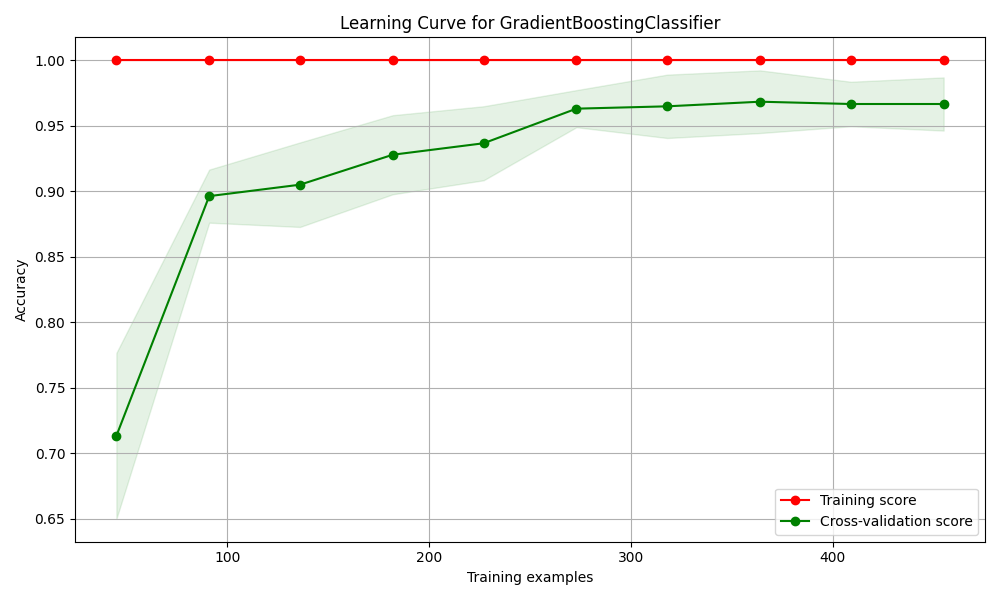 Learning Curve for GradientBoostingClassifier
1.00
0.95
0.90
0.85
0.80
0.75
0.70
0.65
Accuracy
100
200
300
400
Training examples
Training score
Cross-validation score